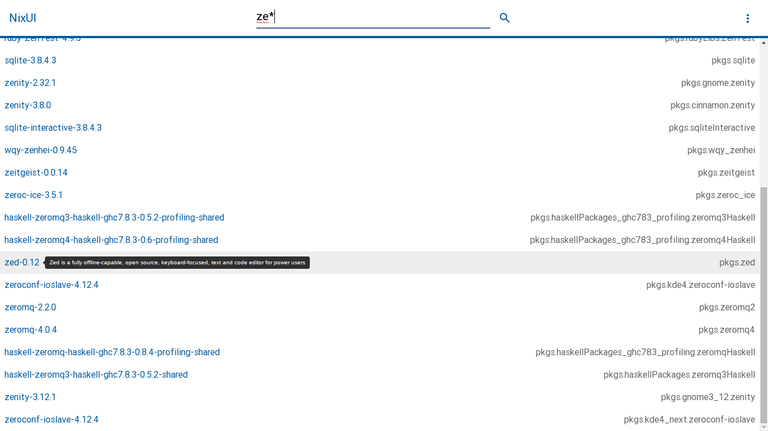 NixUI
ze*
ruby-ZenTest-4.9.3 pkgs.rubyLibs.ZenTest
sqlite-3.8.4.3 pkgs.sqlite
zenity-2.32.1 pkgs.gnome.zenity
zenity-3.8.0 pkgs.cinnamon.zenity
sqlite-interactive-3.8.4.3 pkgs.sqliteInteractive
wqy-zenhei-0.9.45 pkgs.wqy_zenhei
zeitgeist-0.0.14 pkgs.zeitgeist
zeroc-ice-3.5.1 pkgs.zeroc_ice
haskell-zeromq3-haskell-ghc7.8.3-0.5.2-profiling-shared pkgs.haskellPackages_ghc783_profiling.zeromq3Haskell
haskell-zeromq4-haskell-ghc7.8.3-0.6-profiling-shared pkgs.haskellPackages_ghc783_profiling.zeromq4Haskell
zed-0.12 Zed is a fully offline-capable, open source, keyboard-focused, text and code editor for power users pkgs.zed
zeroconf-ioslave-4.12.4 pkgs.kde4.zeroconf-ioslave
zeromq-2.2.0 pkgs.zeromq2
zeromq-4.0.4 pkgs.zeromq4
haskell-zeromq-haskell-ghc7.8.3-0.8.4-profiling-shared pkgs.haskellPackages_ghc783_profiling.zeromqHaskell
haskell-zeromq3-haskell-ghc7.8.3-0.5.2-shared pkgs.haskellPackages.zeromq3Haskell
zenity-3.12.1 pkgs.gnome3_12.zenity
zeroconf-ioslave-4.12.4 pkgs.kde4_next.zeroconf-ioslave